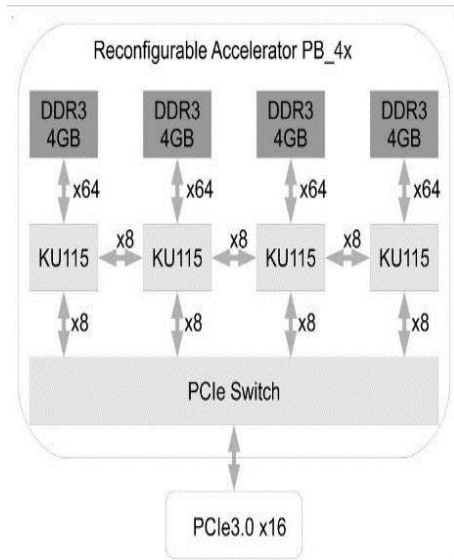 Reconfigurable Accelerator PB_4x
DDR3 DDR3 DDR3 DDR3
4GB 4GB 4GB 4GB
x64 x64 x64 x64
x8 x8 x8
KU115 KU115 KU115 KU115
x8 x8 x8 x8
PCIe Switch
PCIe3.0 x16